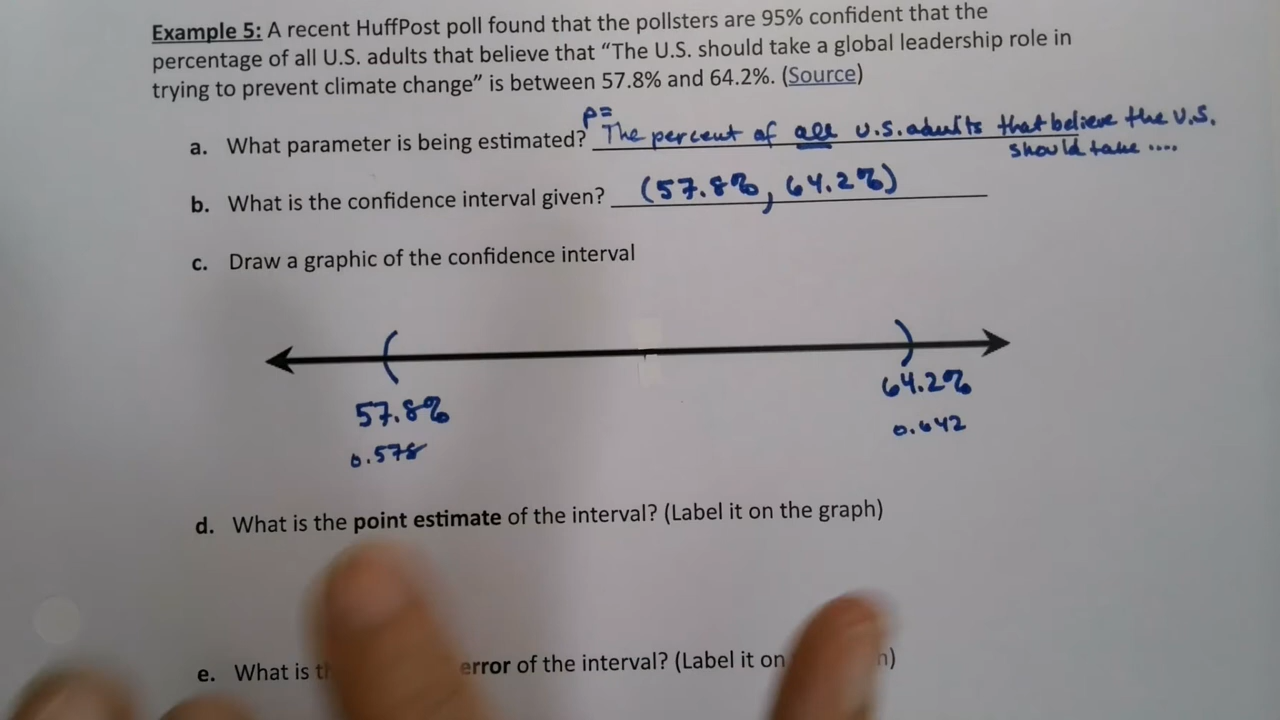 Example 5: A recent HuffPost poll found that the pollsters are 95% confident that the
percentage of all U.S. adults that believe that “The U.S. should take a global leadership role in
trying to prevent climate change” is between 57.8% and 64.2%. (Source)
a. What parameter is being estimated? P= The percent of all U.S. adults that believe the U.S.
should take ....
b. What is the confidence interval given? (57.8%, 64.2%)
c. Draw a graphic of the confidence interval
( )
57.8% 64.2%
0.578 0.642
d. What is the point estimate of the interval? (Label it on the graph)
e. What is error of the interval? (Label it on